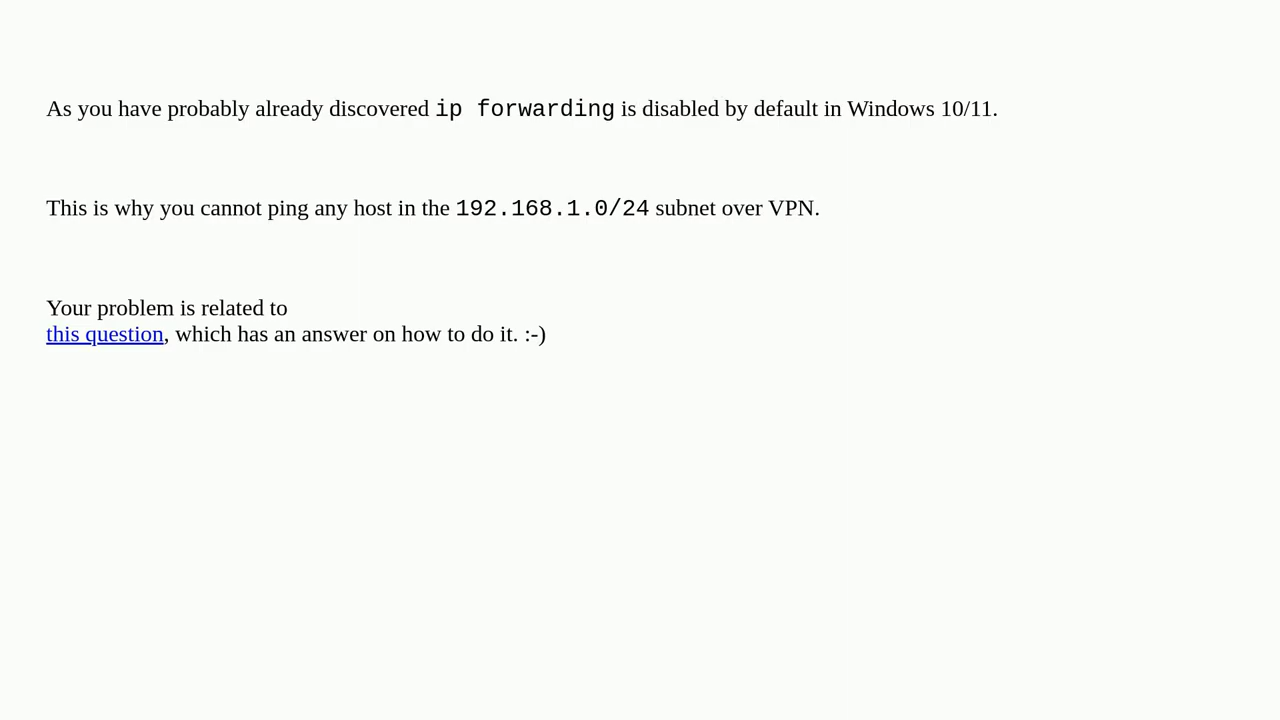 As you have probably already discovered ip forwarding is disabled by default in Windows 10/11.
This is why you cannot ping any host in the 192.168.1.0/24 subnet over VPN.
Your problem is related to
this question, which has an answer on how to do it. :-)